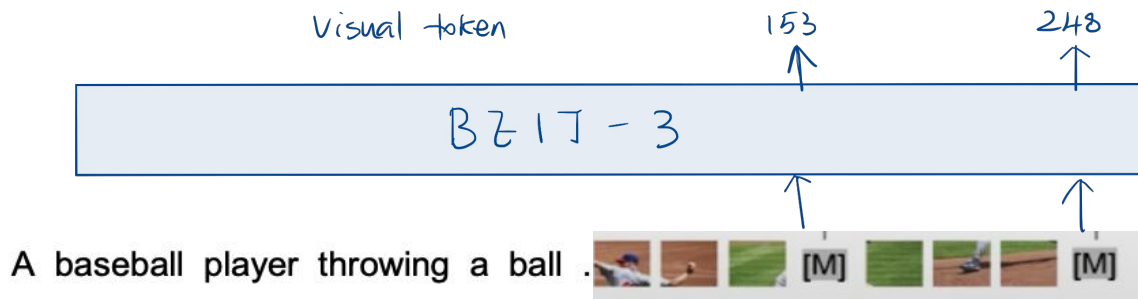 Visual token 153 248
BEIT-3
A baseball player throwing a ball . [M] [M]